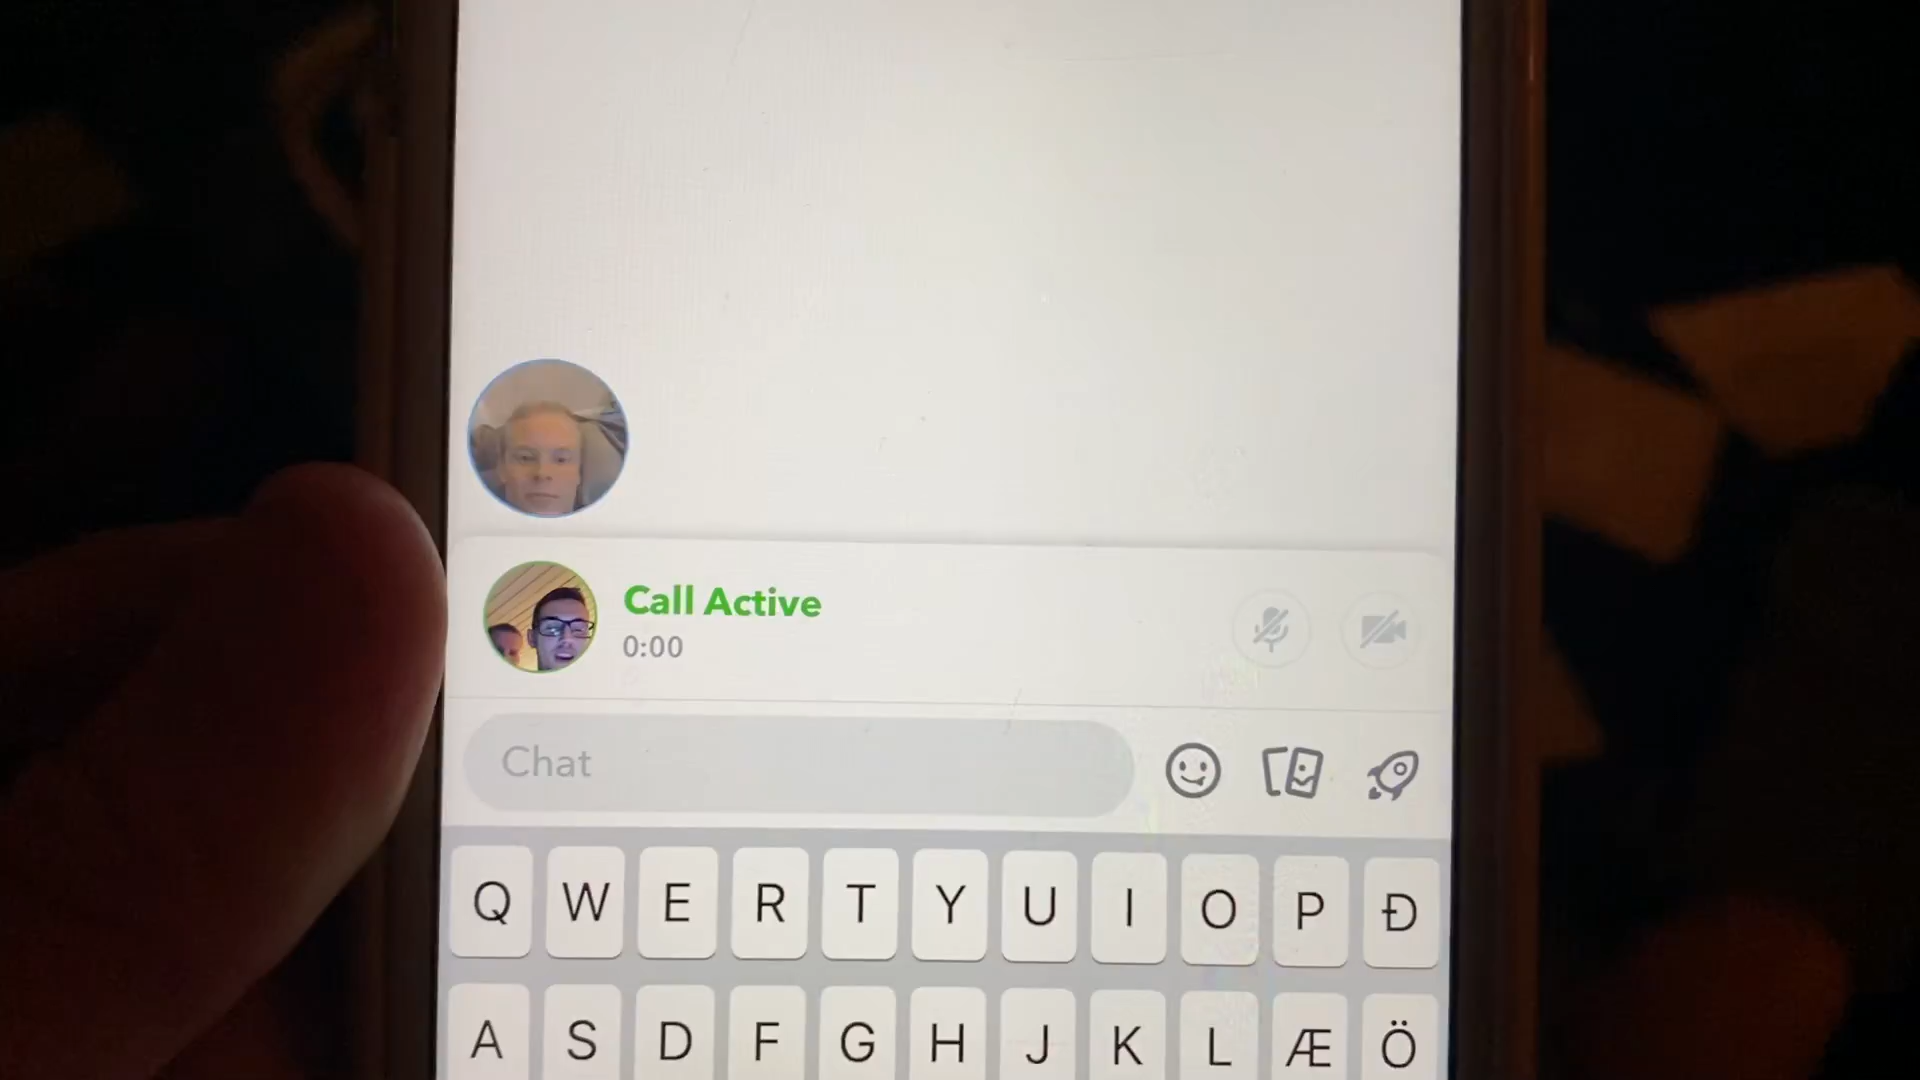 Call Active
0:00
Chat
Q W E R T Y U I O P Ð
A S D F G H J K L Æ Ö